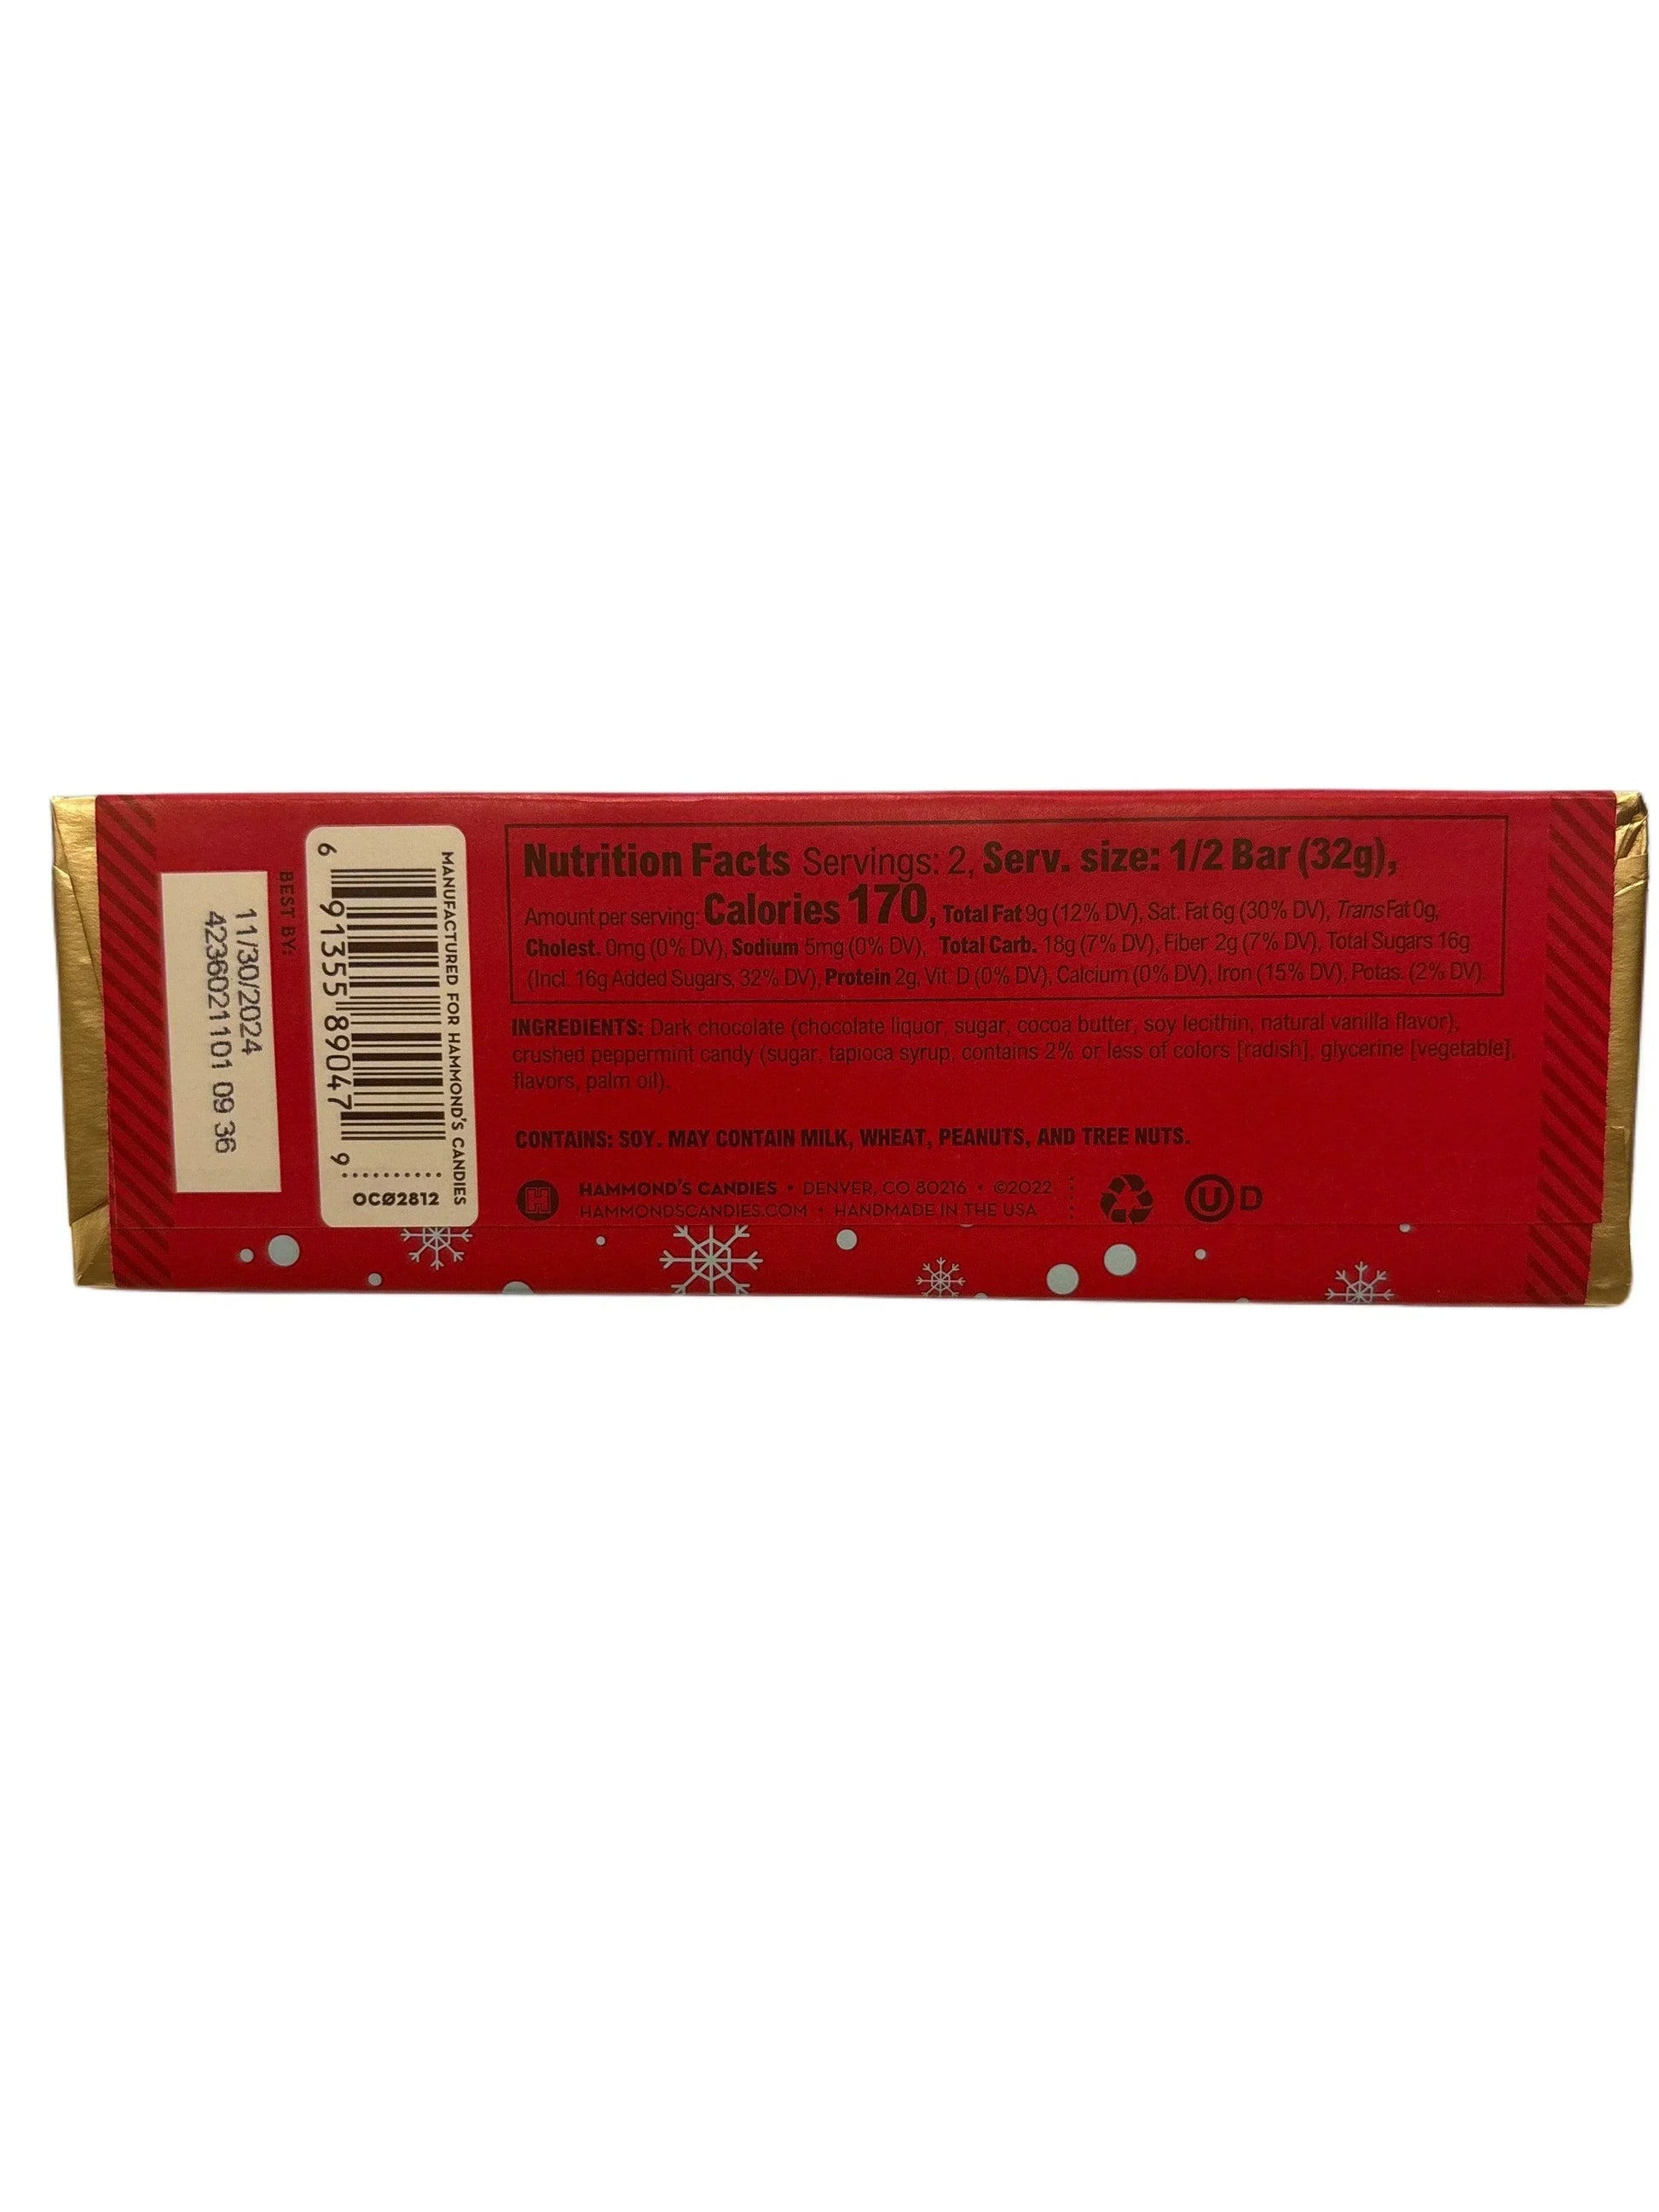 Nutrition Facts Servings: 2, Serv. size: 1/2 Bar (32g),
Amount per serving: Calories 170, Total Fat 9g (12% DV), Sat. Fat 6g (30% DV), Trans Fat 0g,
Cholest. 0mg (0% DV), Sodium 5mg (0% DV), Total Carb. 18g (7% DV), Fiber 2g (7% DV), Total Sugars 16g
(Incl. 16g Added Sugars, 32% DV), Protein 2g, Vit. D (0% DV), Calcium (0% DV), Iron (15% DV), Potas. (2% DV).
INGREDIENTS: Dark chocolate (chocolate liquor, sugar, cocoa butter, soy lecithin, natural vanilla flavor),
crushed peppermint candy (sugar, tapioca syrup, contains 2% or less of colors [radish], glycerine [vegetable],
flavors, palm oil).
CONTAINS: SOY. MAY CONTAIN MILK, WHEAT, PEANUTS, AND TREE NUTS.
H
HAMMOND'S CANDIES • DENVER, CO 80216 • ©2022
HAMMONDSCANDIES.COM • HANDMADE IN THE USA
U D
MANUFACTURED FOR HAMMOND'S CANDIES
6 91355 89047 9
OCØ2812
BEST BY:
11/30/2024
4236021101 09 36